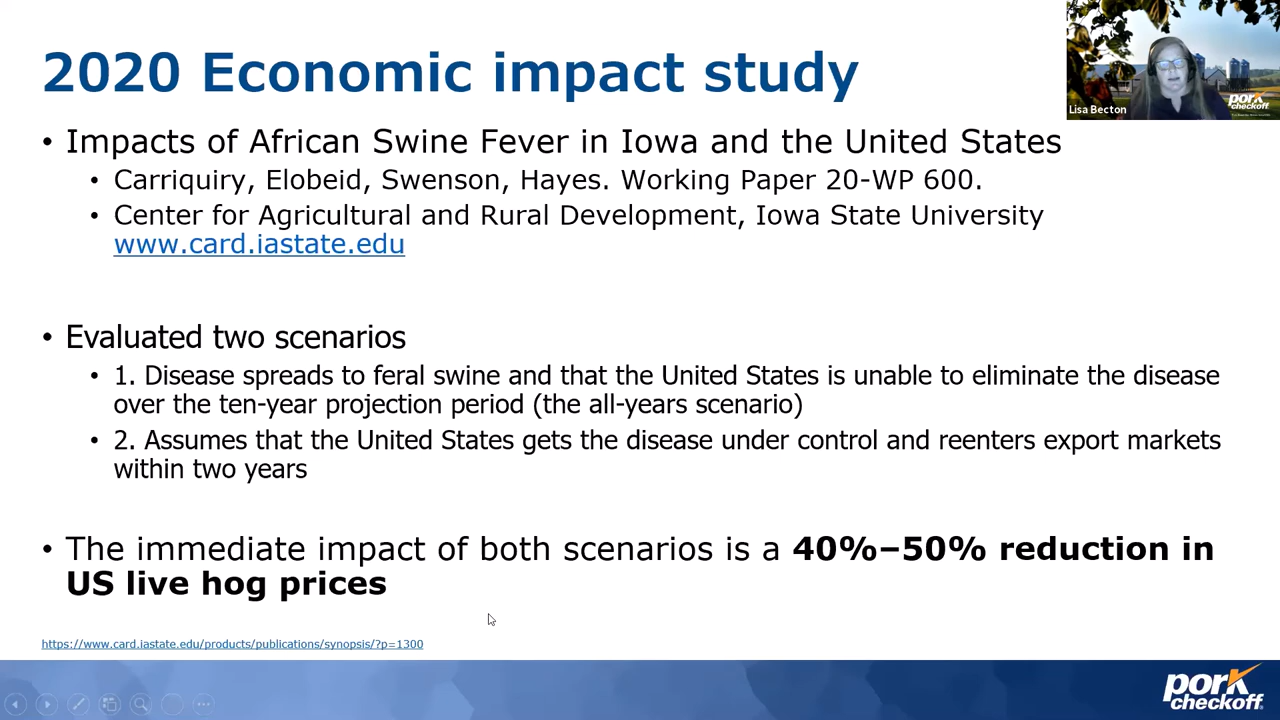 2020 Economic impact study
• Impacts of African Swine Fever in Iowa and the United States
• Carriquiry, Elobeid, Swenson, Hayes. Working Paper 20-WP 600.
• Center for Agricultural and Rural Development, Iowa State University
www.card.iastate.edu
• Evaluated two scenarios
• 1. Disease spreads to feral swine and that the United States is unable to eliminate the disease
over the ten-year projection period (the all-years scenario)
• 2. Assumes that the United States gets the disease under control and reenters export markets
within two years
• The immediate impact of both scenarios is a 40%–50% reduction in
US live hog prices
https://www.card.iastate.edu/products/publications/synopsis/?p=1300
Lisa Becton
pork
checkoff
pork
checkoff